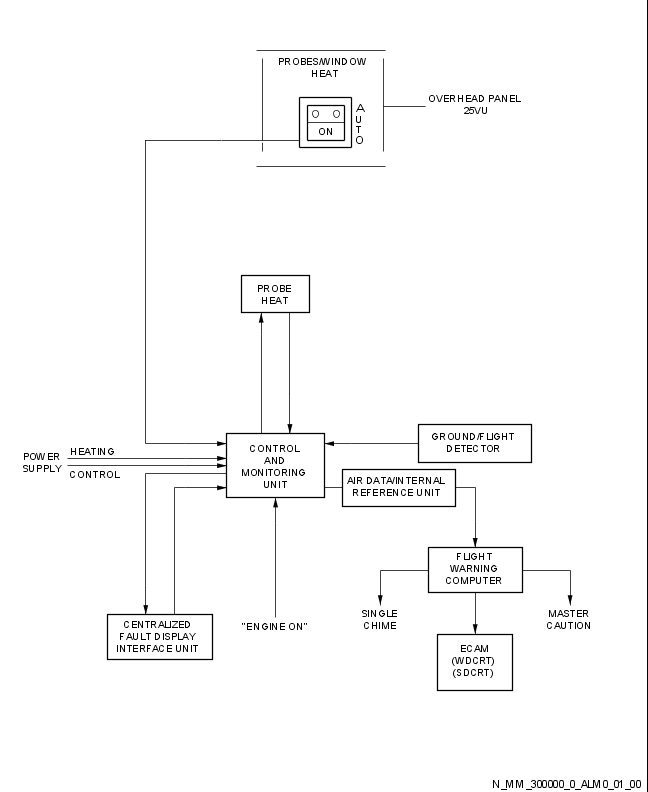 PROBES/WINDOW
HEAT
ON
A
U
T
O
OVERHEAD PANEL
25VU
PROBE
HEAT
CONTROL
AND
MONITORING
UNIT
GROUND/FLIGHT
DETECTOR
POWER
SUPPLY
HEATING
CONTROL
AIR DATA/INTERNAL
REFERENCE UNIT
FLIGHT
WARNING
COMPUTER
SINGLE
CHIME
MASTER
CAUTION
CENTRALIZED
FAULT DISPLAY
INTERFACE UNIT
"ENGINE ON"
ECAM
(WDCRT)
(SDCRT)
N_MM_300000_0_ALM0_01_00